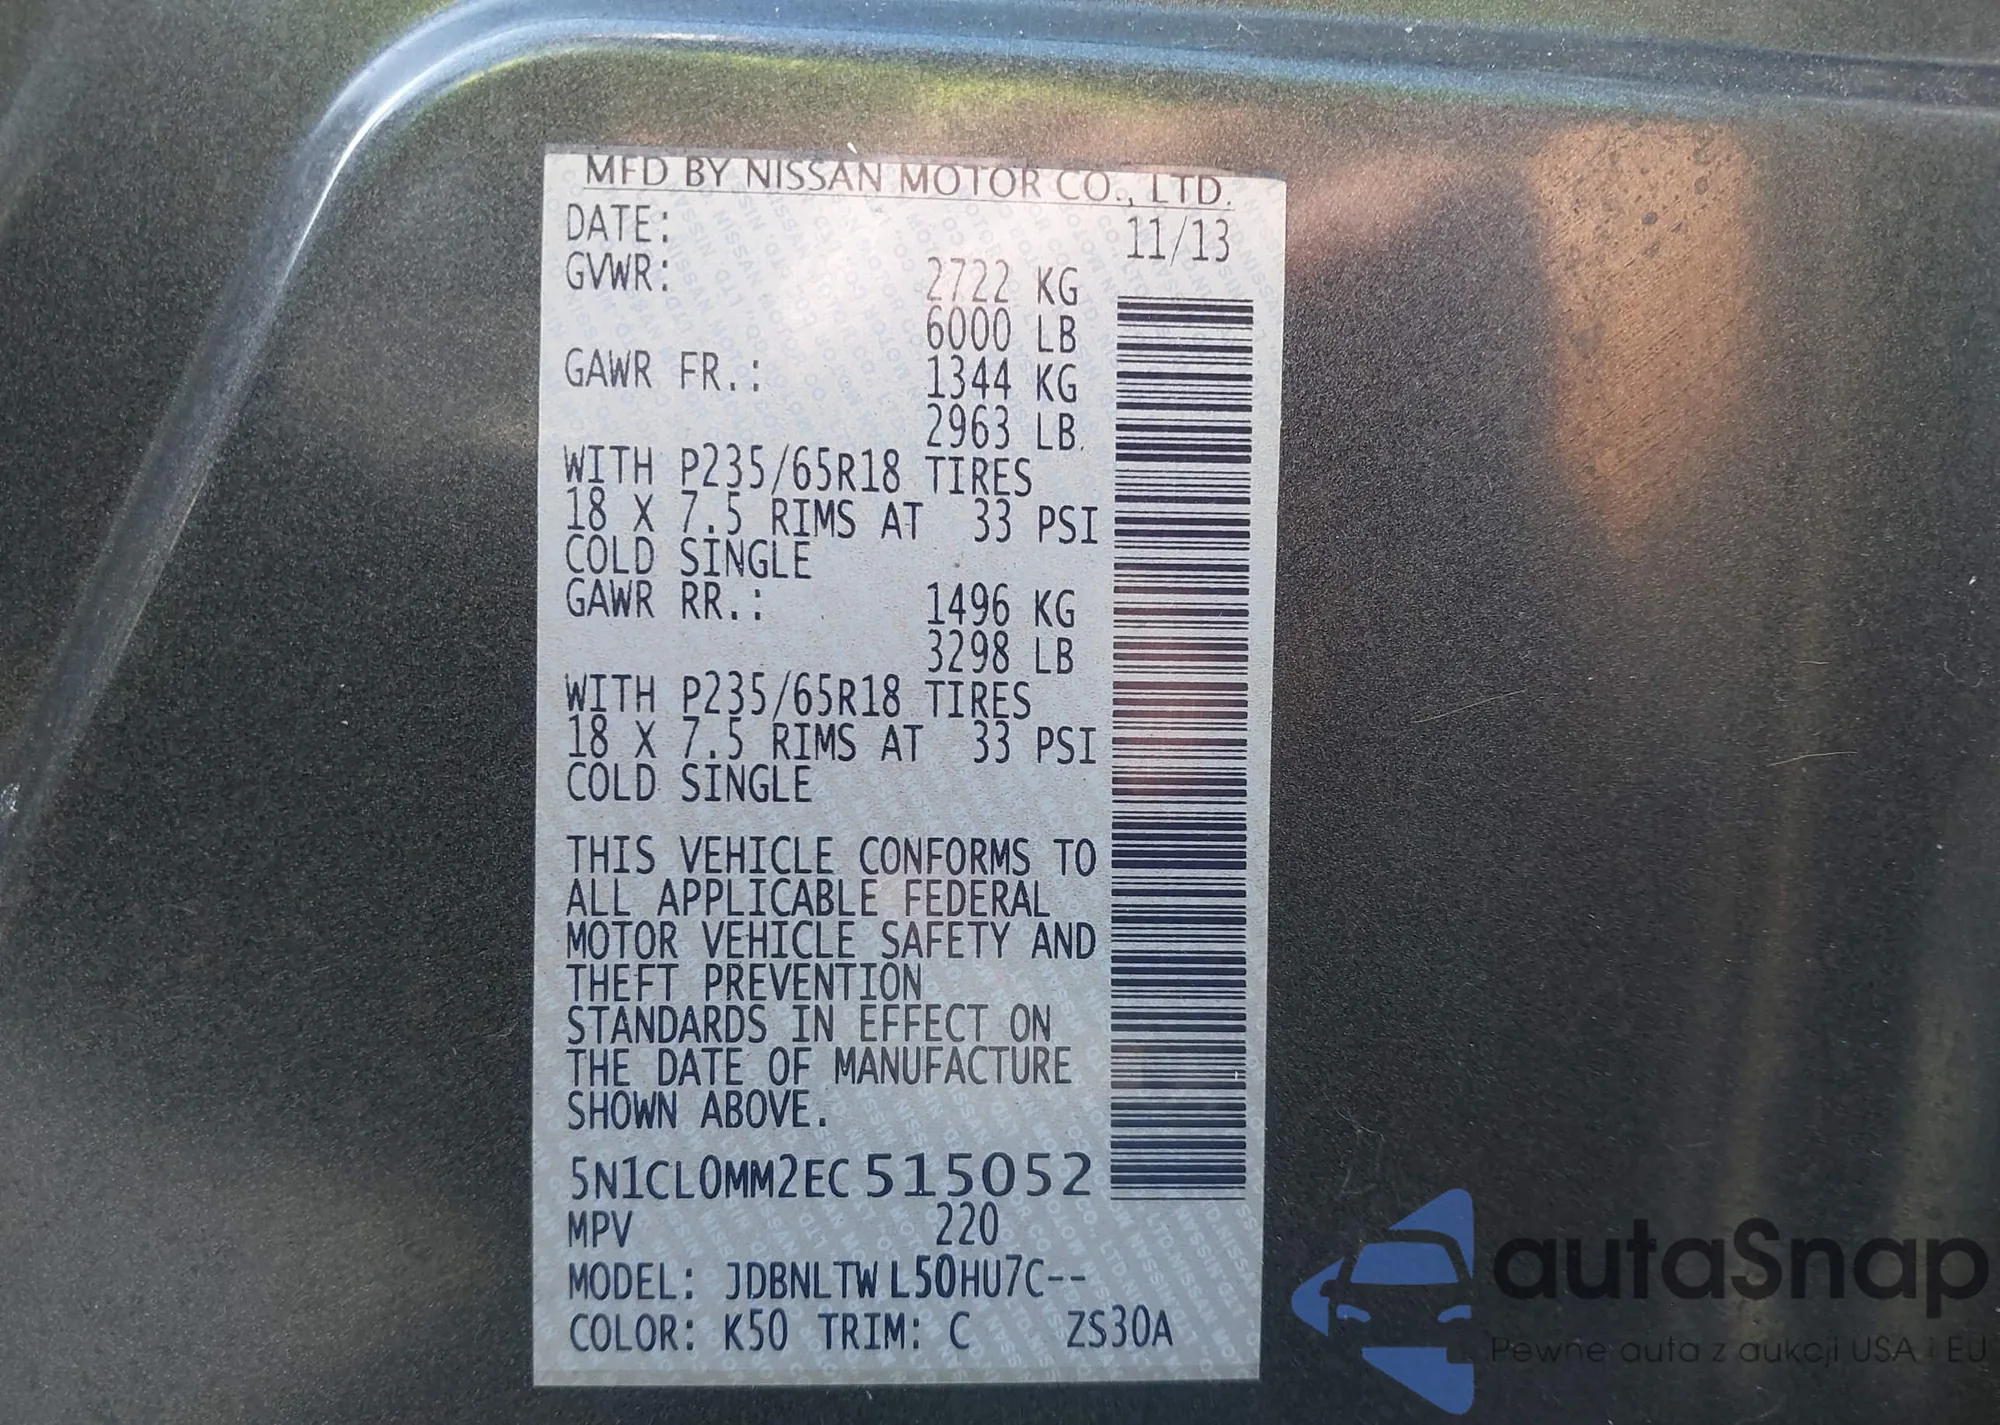 MFD BY NISSAN MOTOR CO., LTD.
DATE: 11/13
GVWR: 2722 KG
6000 LB
GAWR FR.: 1344 KG
2963 LB
WITH P235/65R18 TIRES
18 X 7.5 RIMS AT 33 PSI
COLD SINGLE
GAWR RR.: 1496 KG
3298 LB
WITH P235/65R18 TIRES
18 X 7.5 RIMS AT 33 PSI
COLD SINGLE
THIS VEHICLE CONFORMS TO
ALL APPLICABLE FEDERAL
MOTOR VEHICLE SAFETY AND
THEFT PREVENTION
STANDARDS IN EFFECT ON
THE DATE OF MANUFACTURE
SHOWN ABOVE.
5N1CL0MM2EC515052
MPV 220
MODEL: JDBNLTW L50HU7C--
COLOR: K50 TRIM: C ZS30A
autaSnap
Pewne auta z aukcji USA i EU